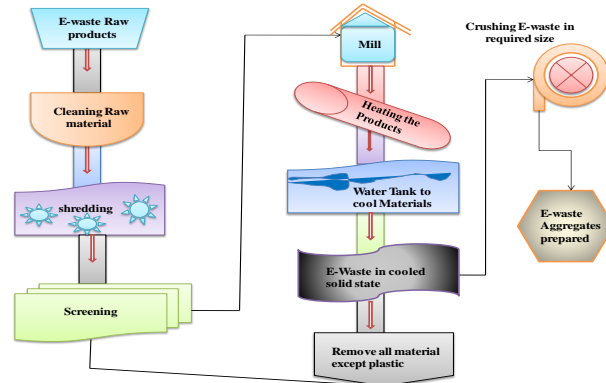 E-waste Raw
products
Cleaning Raw
material
shredding
Screening
Mill
Heating the
Products
Water Tank to
cool Materials
E-Waste in cooled
solid state
Remove all material
except plastic
Crushing E-waste in
required size
E-waste
Aggregates
prepared